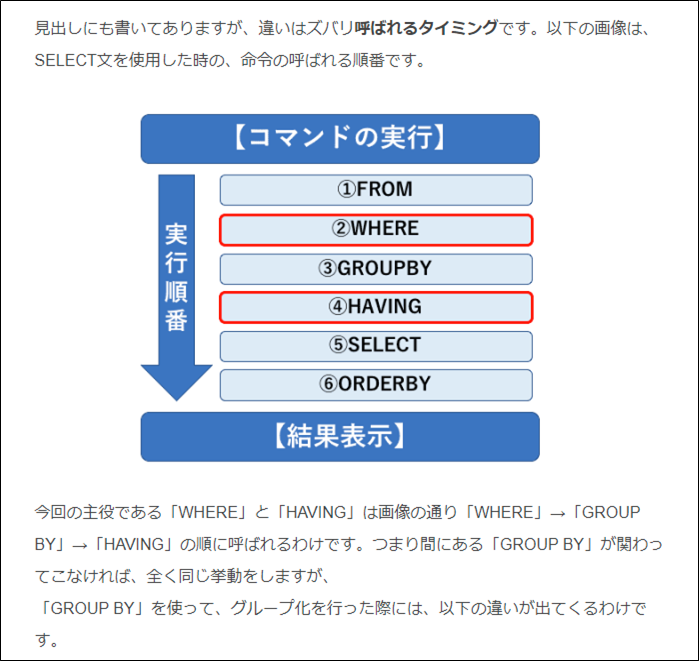 見出しにも書いてありますが、違いはズバリ呼ばれるタイミングです。以下の画像は、
SELECT文を使用した時の、命令の呼ばれる順番です。
【コマンドの実行】
実行順番
①FROM
②WHERE
③GROUPBY
④HAVING
⑤SELECT
⑥ORDERBY
【結果表示】
今回の主役である「WHERE」と「HAVING」は画像の通り「WHERE」→「GROUP
BY」→「HAVING」の順に呼ばれるわけです。つまり間にある「GROUP BY」が関わっ
てこなければ、全く同じ挙動をしますが、
「GROUP BY」を使って、グループ化を行った際には、以下の違いが出てくるわけで
す。